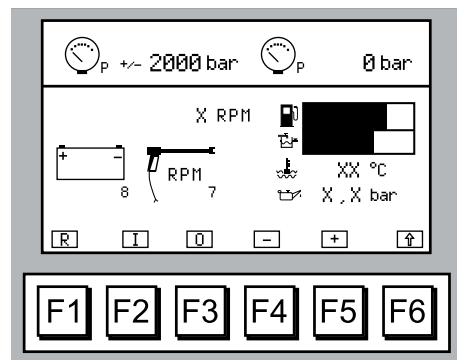 P +/- 2000 bar P 0 bar
X RPM
+ -
RPM
8 7
XX °C
X,X bar
R I O - + ⇧
F1 F2 F3 F4 F5 F6